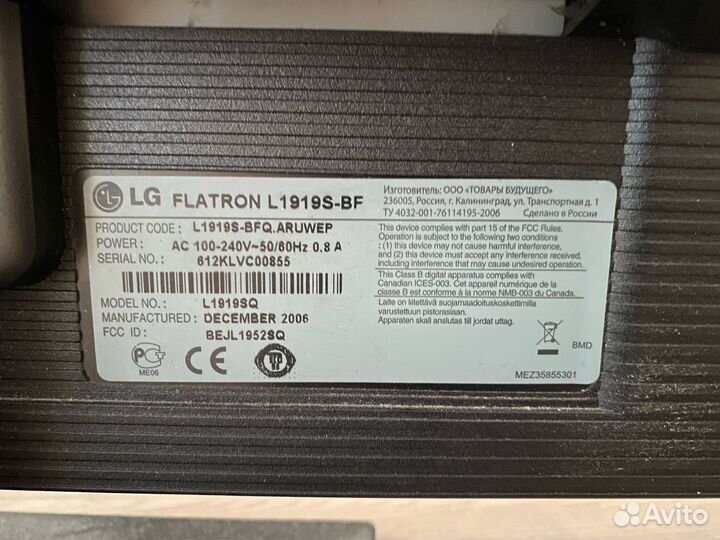 LG FLATRON L1919S-BF
PRODUCT CODE: L1919S-BFQ.ARUWEP
POWER: AC 100-240V~50/60Hz 0.8 A
SERIAL NO.: 612KLVC00855
MODEL NO.: L1919SQ
MANUFACTURED: DECEMBER 2006
FCC ID: BEJL1952SQ
ME06
CE
TCO
Изготовитель: ООО «ТОВАРЫ БУДУЩЕГО»
236005, Россия, г. Калининград, ул. Транспортная д. 1
ТУ 4032-001-76114195-2006 Сделано в России
This device complies with part 15 of the FCC Rules.
Operation is subject to the following two conditions
(1) this device may not cause harmful interference,
and (2) this device must accept any interference
received, including interference that may cause
undesired operation.
This Class B digital apparatus complies with
Canadian ICES-003. Cet appareil numérique de la
classe B est conforme à la norme NMB-003 du Canada.
Laite on liitettävä suojamaadoituskoskettimilla
varustettuun pistorasiaan.
Apparaten skall anslutas till jordat uttag.
BMD
MEZ35855301
Avito